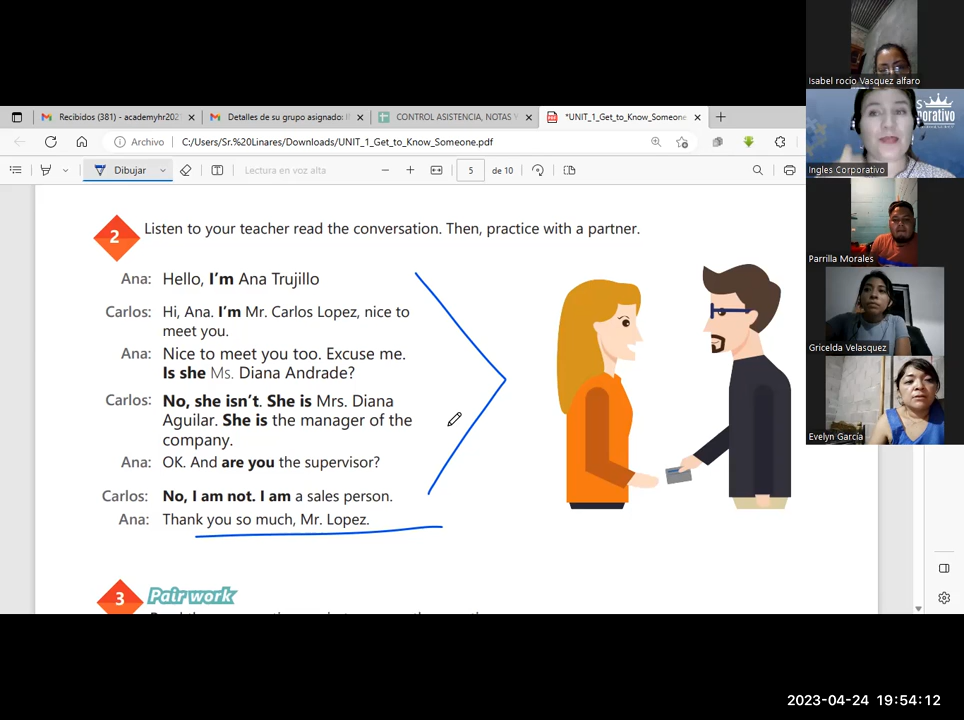 Isabel rocio Vasquez alfaro
Recibidos (381) - academyhr202
Detalles de su grupo asignado: I
CONTROL ASISTENCIA, NOTAS Y
*UNIT_1_Get_to_Know_Someone
Archivo
C:/Users/Sr.%20Linares/Downloads/UNIT_1_Get_to_Know_Someone.pdf
Dibujar
Lectura en voz alta
5
de 10
Ingles Corporativo
Parrilla Morales
Gricelda Velasquez
Evelyn García
2
Listen to your teacher read the conversation. Then, practice with a partner.
Ana: Hello, I'm Ana Trujillo
Carlos: Hi, Ana. I'm Mr. Carlos Lopez, nice to
meet you.
Ana: Nice to meet you too. Excuse me.
Is she Ms. Diana Andrade?
Carlos: No, she isn't. She is Mrs. Diana
Aguilar. She is the manager of the
company.
Ana: OK. And are you the supervisor?
Carlos: No, I am not. I am a sales person.
Ana: Thank you so much, Mr. Lopez.
3
Pair work
2023-04-24 19:54:12